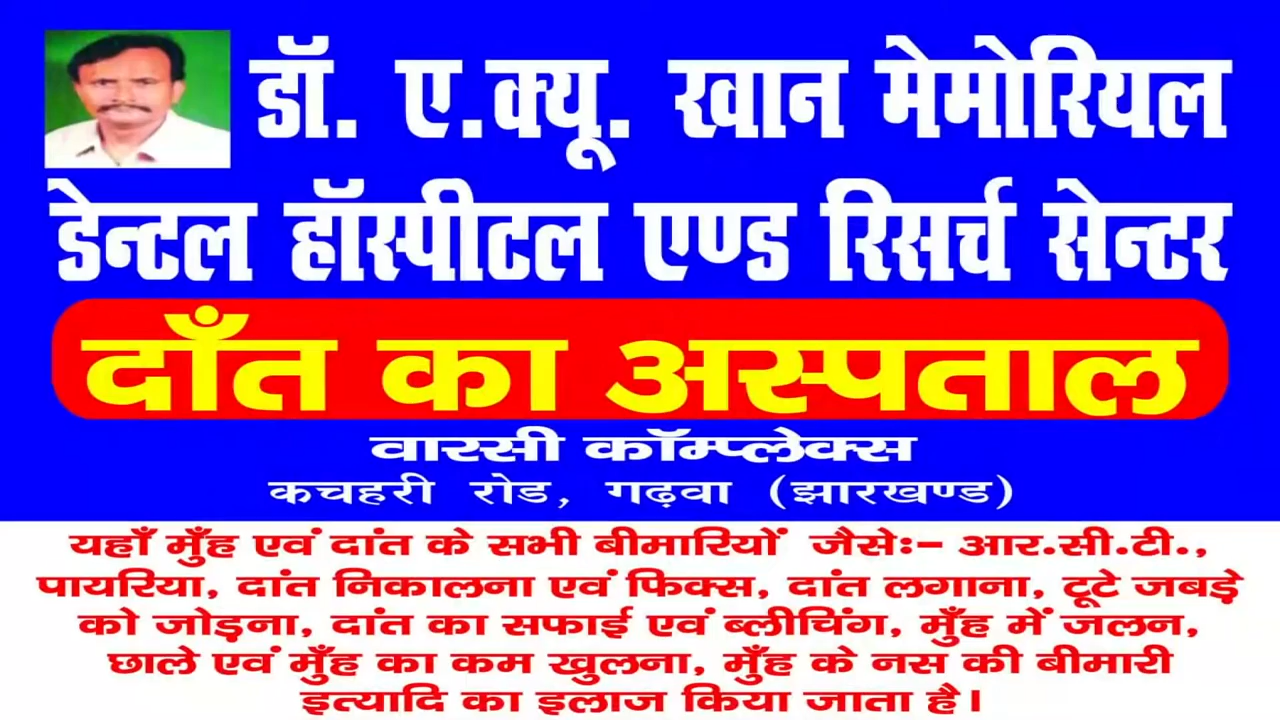 डॉ. ए.क्यू. खान मेमोरियल
डेन्टल हॉस्पीटल एण्ड रिसर्च सेन्टर
दाँत का अस्पताल
वारसी कॉम्प्लेक्स
कचहरी रोड, गढ़वा (झारखण्ड)
यहाँ मुँह एवं दांत के सभी बीमारियों जैसेः– आर.सी.टी.,
पायरिया, दांत निकालना एवं फिक्स, दांत लगाना, टूटे जबड़े
को जोड़ना, दांत का सफाई एवं ब्लीचिंग, मुँह में जलन,
छाले एवं मुँह का कम खुलना, मुँह के नस की बीमारी
इत्यादि का इलाज किया जाता है।